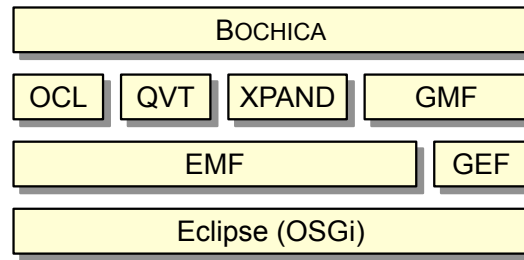 BOCHICA
OCL QVT XPAND GMF
EMF GEF
Eclipse (OSGi)